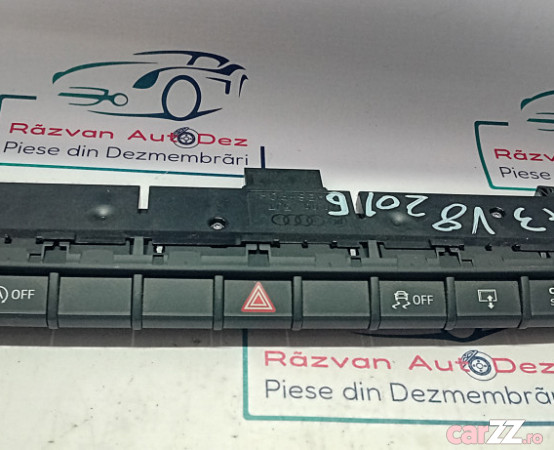 Răzvan AutoDez
Piese din Dezmembrări
Răzvan
Piese din
3 V8 2016
OFF
OFF
Răzvan AutoDez
Piese din Dezmembrări
carZZ.ro